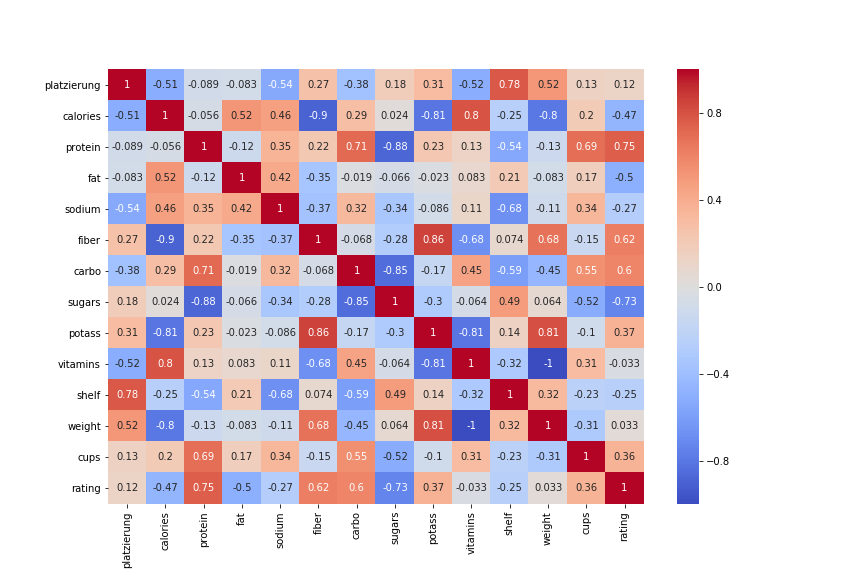 platzierung 1 -0.51 -0.089 -0.083 -0.54 0.27 -0.38 0.18 0.31 -0.52 0.78 0.52 0.13 0.12
calories -0.51 1 -0.056 0.52 0.46 -0.9 0.29 0.024 -0.81 0.8 -0.25 -0.8 0.2 -0.47
protein -0.089 -0.056 1 -0.12 0.35 0.22 0.71 -0.88 0.23 0.13 -0.54 -0.13 0.69 0.75
fat -0.083 0.52 -0.12 1 0.42 -0.35 -0.019 -0.066 -0.023 0.083 0.21 -0.083 0.17 -0.5
sodium -0.54 0.46 0.35 0.42 1 -0.37 0.32 -0.34 -0.086 0.11 -0.68 -0.11 0.34 -0.27
fiber 0.27 -0.9 0.22 -0.35 -0.37 1 -0.068 -0.28 0.86 -0.68 0.074 0.68 -0.15 0.62
carbo -0.38 0.29 0.71 -0.019 0.32 -0.068 1 -0.85 -0.17 0.45 -0.59 -0.45 0.55 0.6
sugars 0.18 0.024 -0.88 -0.066 -0.34 -0.28 -0.85 1 -0.3 -0.064 0.49 0.064 -0.52 -0.73
potass 0.31 -0.81 0.23 -0.023 -0.086 0.86 -0.17 -0.3 1 -0.81 0.14 0.81 -0.1 0.37
vitamins -0.52 0.8 0.13 0.083 0.11 -0.68 0.45 -0.064 -0.81 1 -0.32 -1 0.31 -0.033
shelf 0.78 -0.25 -0.54 0.21 -0.68 0.074 -0.59 0.49 0.14 -0.32 1 0.32 -0.23 -0.25
weight 0.52 -0.8 -0.13 -0.083 -0.11 0.68 -0.45 0.064 0.81 -1 0.32 1 -0.31 0.033
cups 0.13 0.2 0.69 0.17 0.34 -0.15 0.55 -0.52 -0.1 0.31 -0.23 -0.31 1 0.36
rating 0.12 -0.47 0.75 -0.5 -0.27 0.62 0.6 -0.73 0.37 -0.033 -0.25 0.033 0.36 1
platzierung calories protein fat sodium fiber carbo sugars potass vitamins shelf weight cups rating
0.8
0.4
0.0
−0.4
−0.8